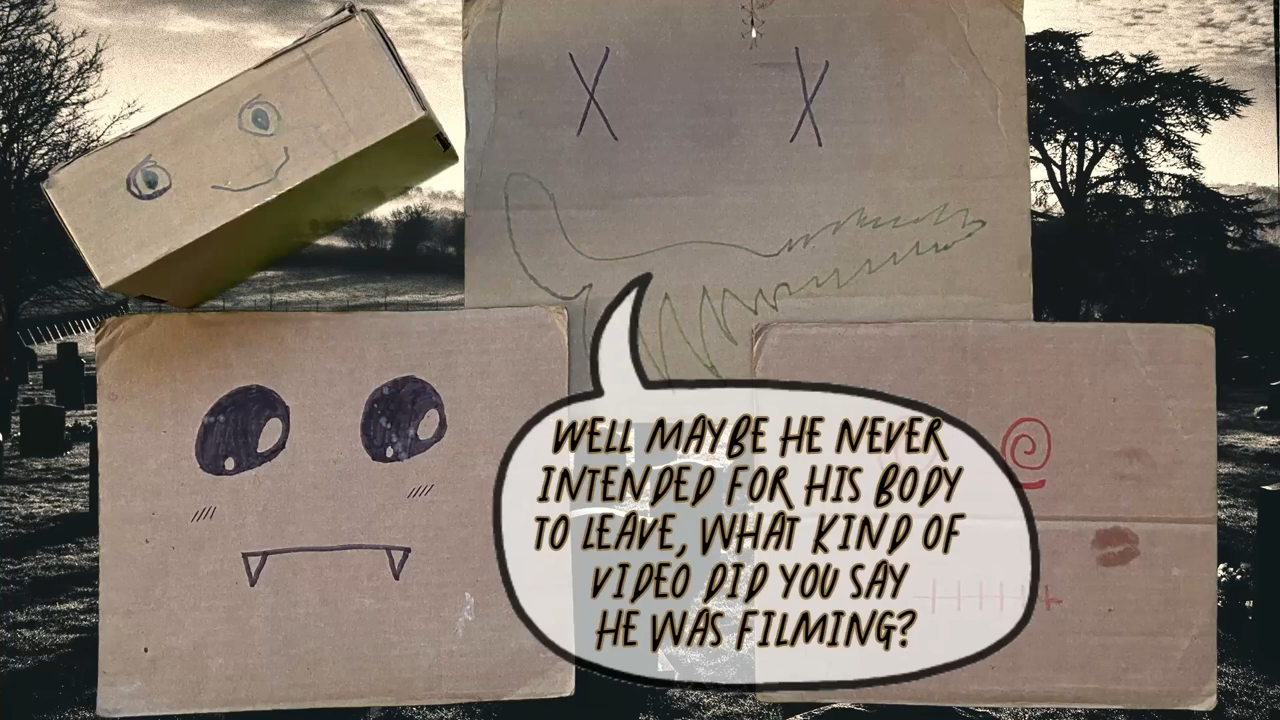 WELL MAYBE HE NEVER
INTENDED FOR HIS BODY
TO LEAVE, WHAT KIND OF
VIDEO DID YOU SAY
HE WAS FILMING?